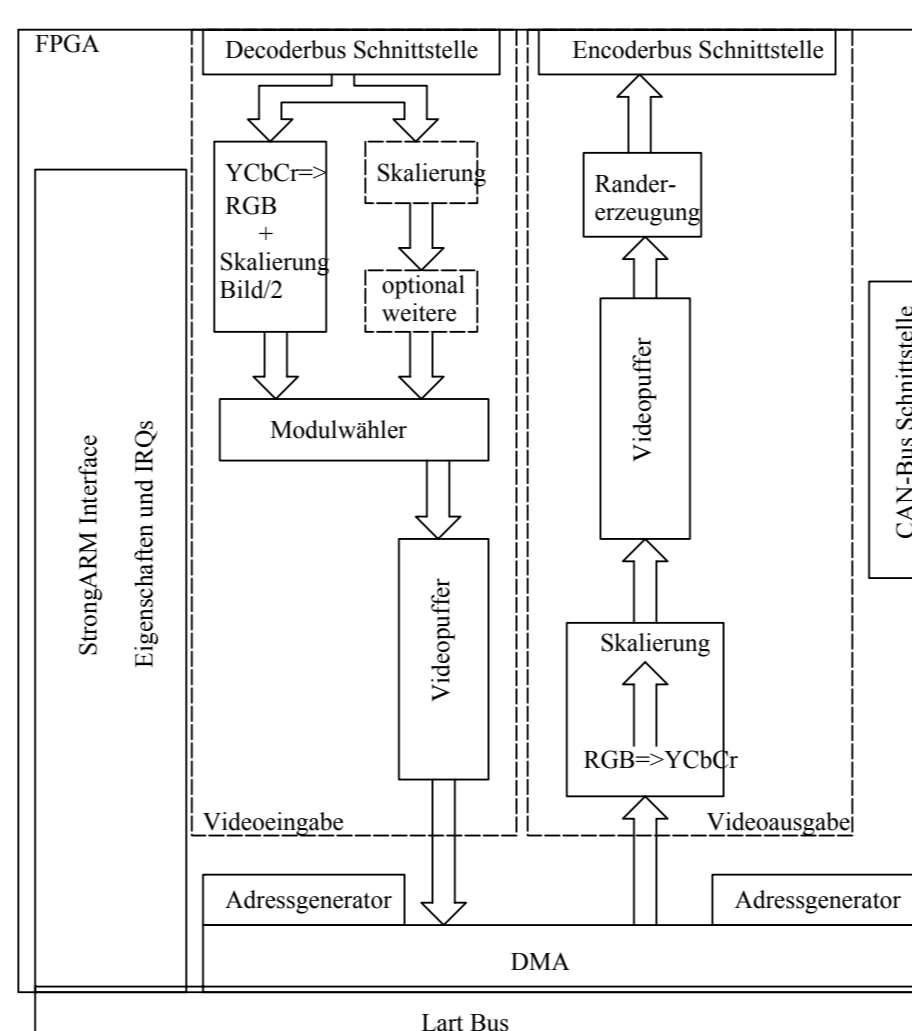 FPGA
Decoderbus Schnittstelle
Encoderbus Schnittstelle
YCbCr=>
RGB
+
Skalierung
Bild/2
Skalierung
optional
weitere
Modulwähler
Videopuffer
Videoeingabe
Rander-
erzeugung
Videopuffer
Skalierung
RGB=>YCbCr
Videoausgabe
CAN-Bus Schnittstelle
StrongARM Interface
Eigenschaften und IRQs
Adressgenerator
Adressgenerator
DMA
Lart Bus